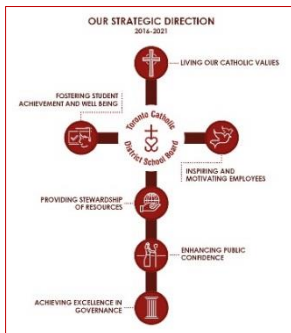 OUR STRATEGIC DIRECTION
2016-2021
LIVING OUR CATHOLIC VALUES
FOSTERING STUDENT
ACHIEVEMENT AND WELL BEING
Toronto Catholic
District School Board
INSPIRING AND
MOTIVATING EMPLOYEES
PROVIDING STEWARDSHIP
OF RESOURCES
ENHANCING PUBLIC
CONFIDENCE
ACHIEVING EXCELLENCE IN
GOVERNANCE